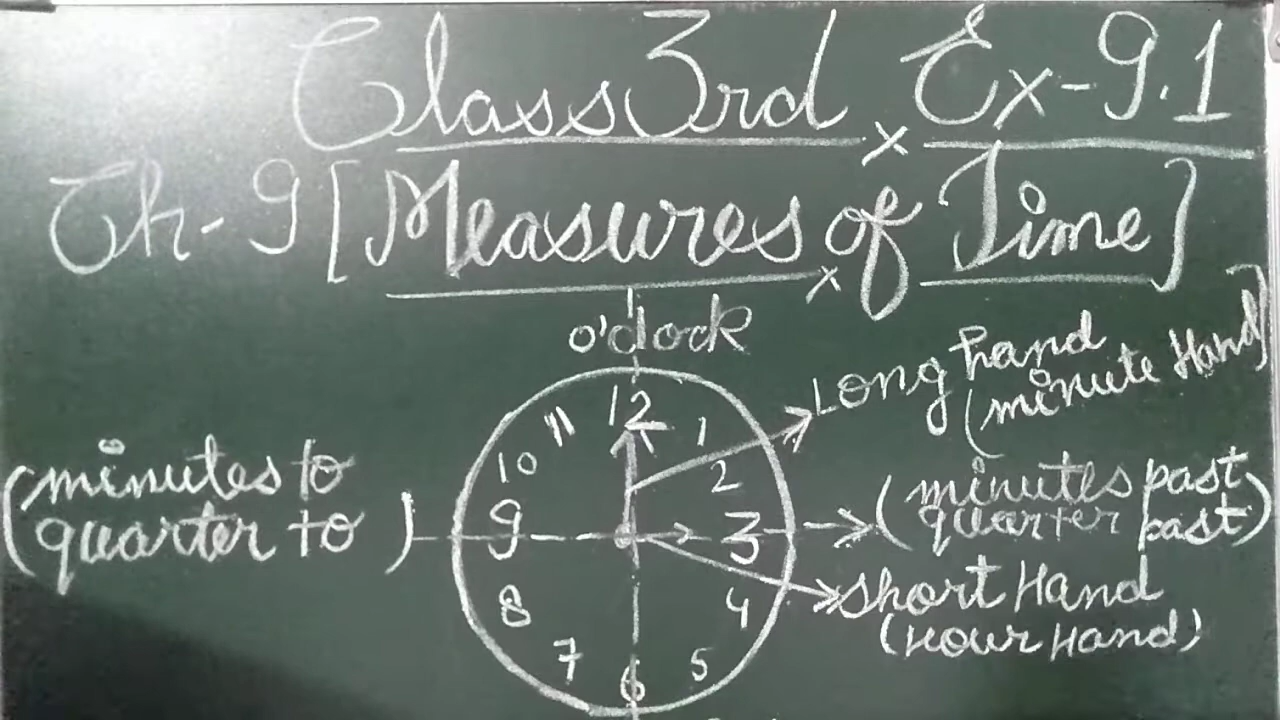 Class 3rd Ex-9.1
Ch-9 [Measures of Time]
o'clock
Long hand
(minute Hand)
12
11
1
10
2
(minutes to
quarter to)
(minutes past
quarter past)
9
3
short Hand
(Hour Hand)
8
4
7
5
6